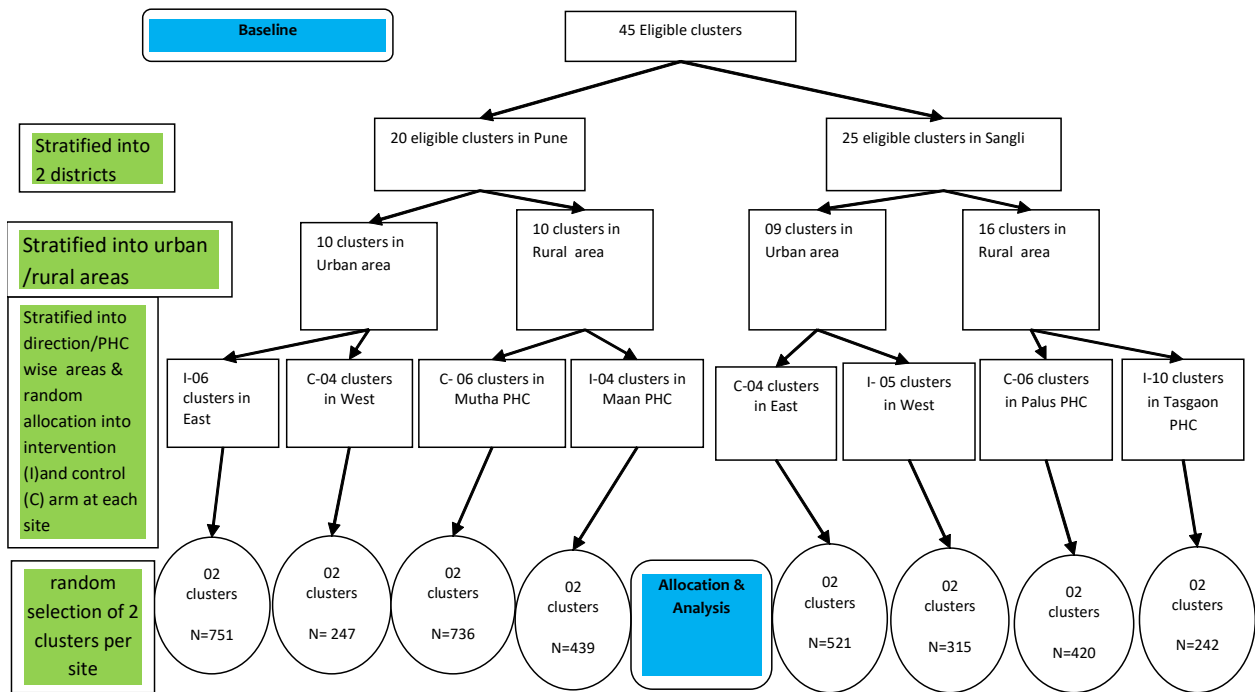 Baseline
45 Eligible clusters
Stratified into
2 districts
20 eligible clusters in Pune
25 eligible clusters in Sangli
Stratified into urban
/rural areas
10 clusters in
Urban area
10 clusters in
Rural  area
09 clusters in
Urban area
16 clusters in
Rural  area
Stratified into
direction/PHC
wise  areas &
random
allocation into
intervention
(I)and control
(C) arm at each
site
I-06
clusters in
East
C-04 clusters
in West
C- 06 clusters in
Mutha PHC
I-04 clusters in
Maan PHC
C-04 clusters
in East
I- 05 clusters
in West
C-06 clusters
in Palus PHC
I-10 clusters
in Tasgaon
PHC
random
selection of 2
clusters per
site
02
clusters
N=751
02
clusters
N= 247
02
clusters
N=736
02
clusters
N=439
Allocation &
Analysis
02
clusters
N=521
02
clusters
N=315
02
clusters
N=420
02
clusters
N=242